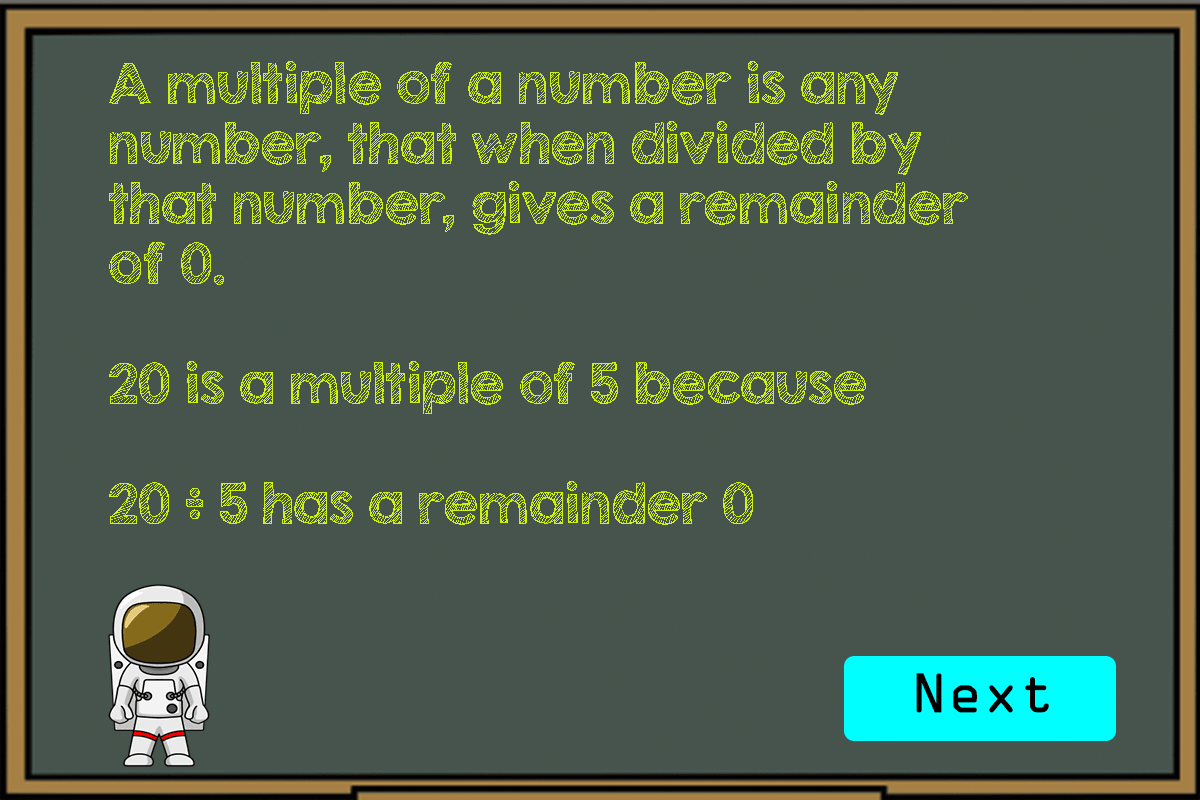 A multiple of a number is any
number, that when divided by
that number, gives a remainder
of 0.
20 is a multiple of 5 because
20 ÷ 5 has a remainder 0
Next